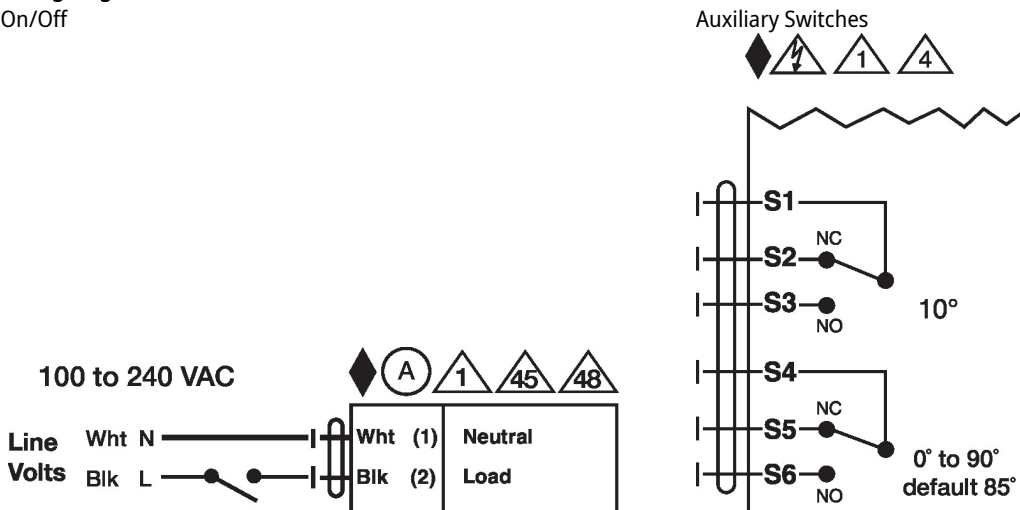 On/Off
Auxiliary Switches
1 4
S1
NC
S2
S3
10°
NO
S4
NC
S5
S6
0° to 90°
default 85°
NO
100 to 240 VAC
A 1 45 48
Line
Volts
Wht N
Wht (1) Neutral
Blk L
Blk (2) Load